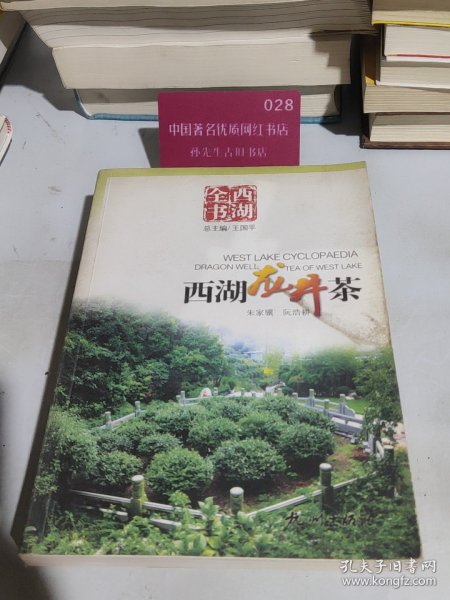 028
中国著名优质网红书店
孙先生古旧书店
西湖
全书
总主编/王国平
WEST LAKE CYCLOPAEDIA
DRAGON WELL TEA OF WEST LAKE
西湖龙井茶
朱家骥 阮浩耕
杭州出版社
孔夫子旧书网
www.kongfz.com